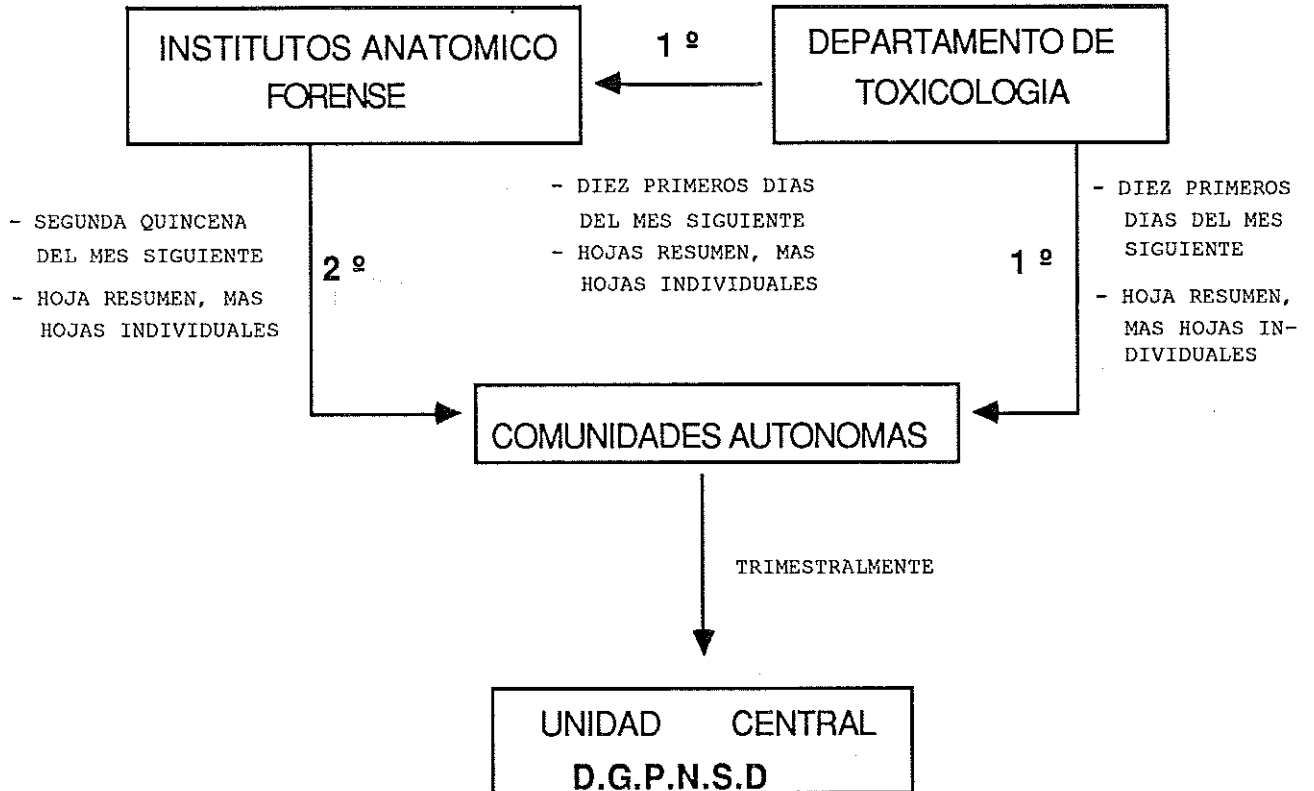 INSTITUTOS ANATOMICO
FORENSE
1 º
DEPARTAMENTO DE
TOXICOLOGIA
- SEGUNDA QUINCENA
DEL MES SIGUIENTE
- HOJA RESUMEN, MAS
HOJAS INDIVIDUALES
2 º
- DIEZ PRIMEROS DIAS
DEL MES SIGUIENTE
- HOJAS RESUMEN, MAS
HOJAS INDIVIDUALES
1 º
- DIEZ PRIMEROS
DIAS DEL MES
SIGUIENTE
- HOJA RESUMEN,
MAS HOJAS IN-
DIVIDUALES
COMUNIDADES AUTONOMAS
TRIMESTRALMENTE
UNIDAD CENTRAL
D.G.P.N.S.D